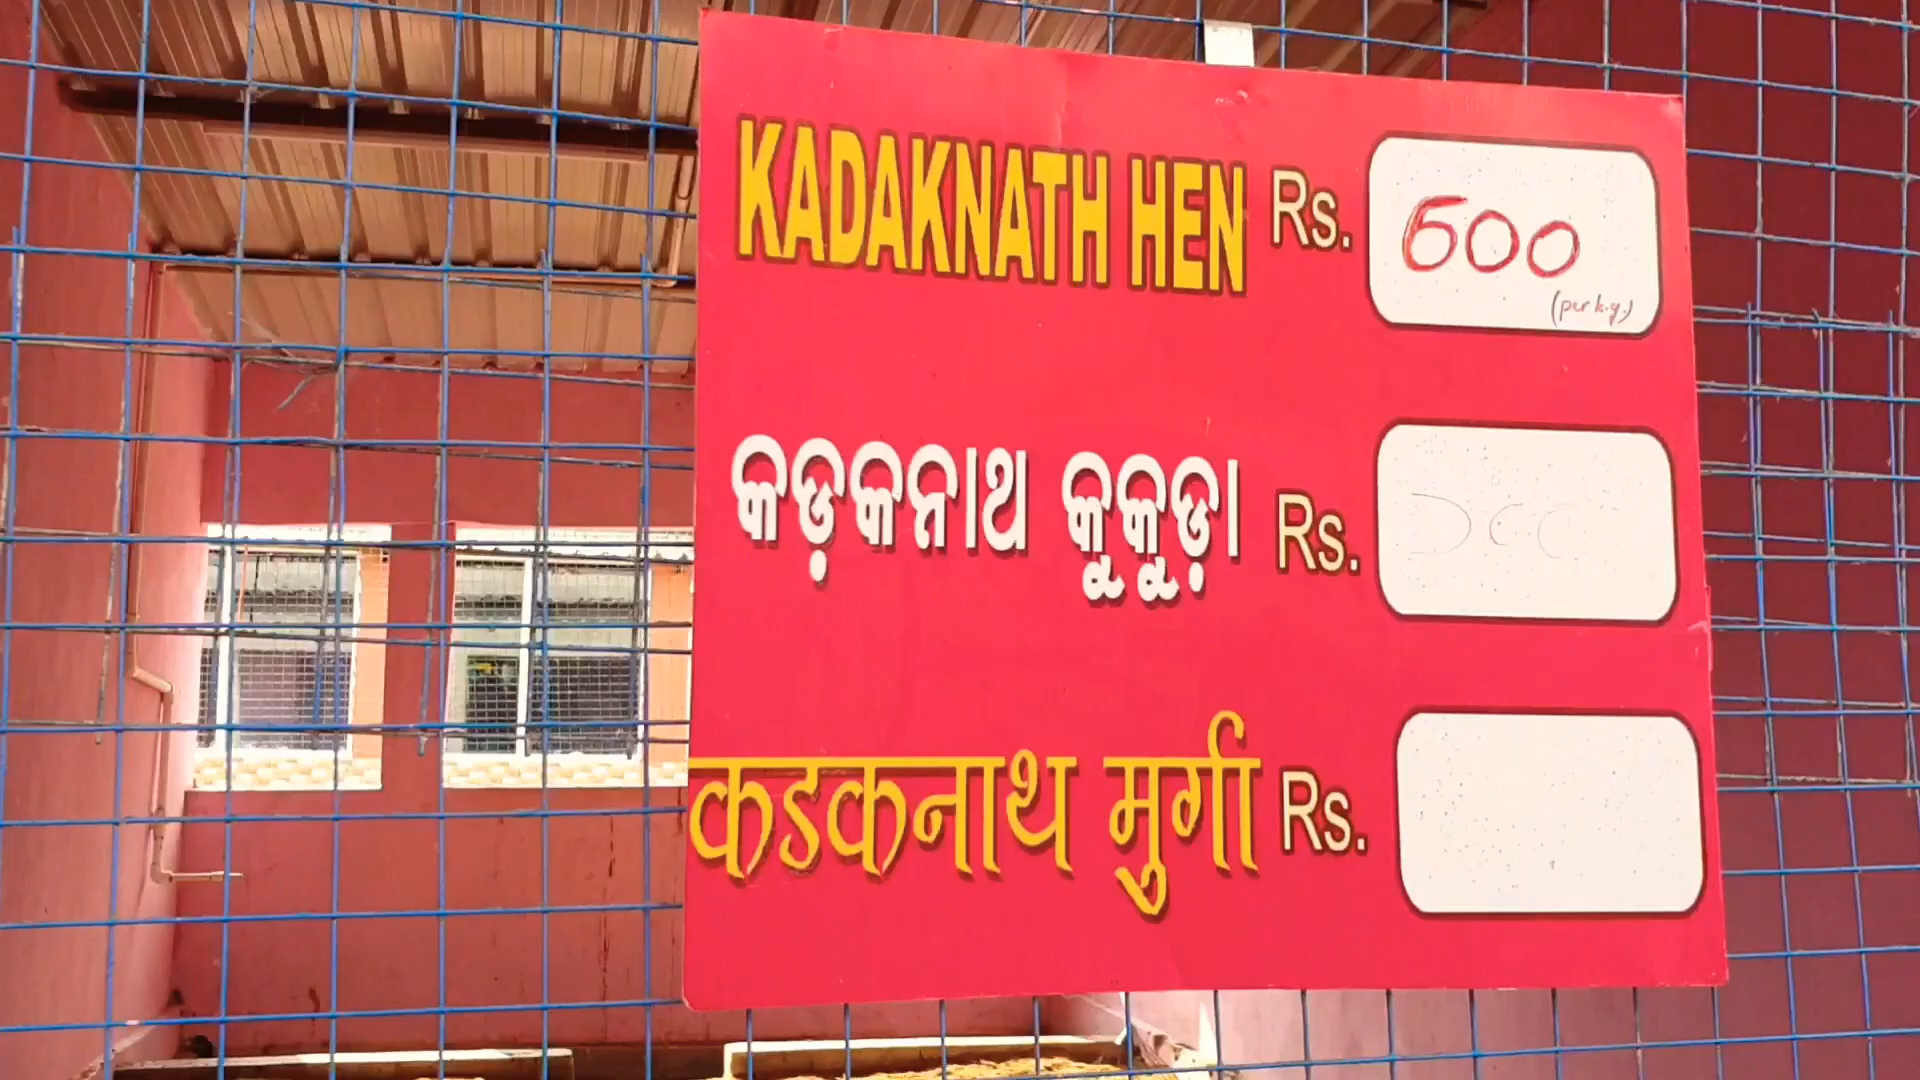 KADAKNATH HEN Rs. 600
(per k.g.)
କଡ଼କନାଥ କୁକୁଡ଼ା Rs.
कडकनाथ मुर्गी Rs.